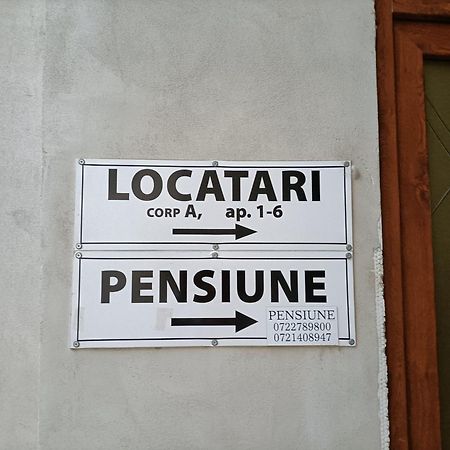 LOCATARI
CORP A, ap. 1-6
PENSIUNE
PENSIUNE
0722789800
0721408947